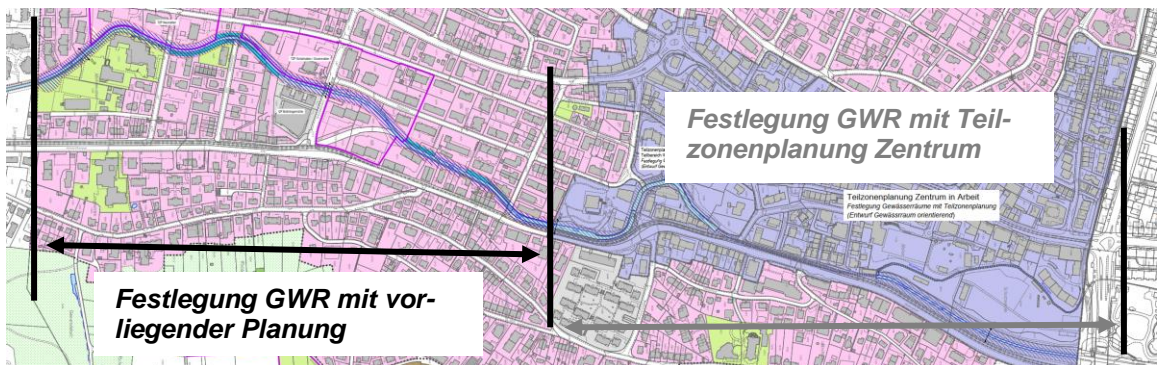 Festlegung GWR mit Teil-
zonenplanung Zentrum
Teilzonenplanung Zentrum in Arbeit
Festlegung Gewässerräume mit Teilzonenplanung
(Entwurf Gewässerraum orientierend)
Festlegung GWR mit vor-
liegender Planung